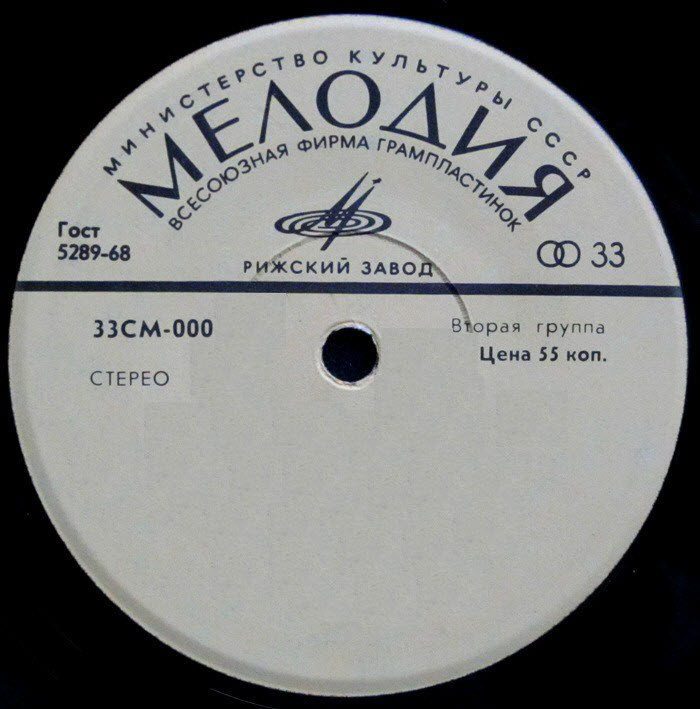 МИНИСТЕРСТВО КУЛЬТУРЫ СССР
МЕЛОДИЯ
ВСЕСОЮЗНАЯ ФИРМА ГРАМПЛАСТИНОК
Гост
5289-68
33
РИЖСКИЙ ЗАВОД
33СМ-000
Вторая группа
Цена 55 коп.
СТЕРЕО